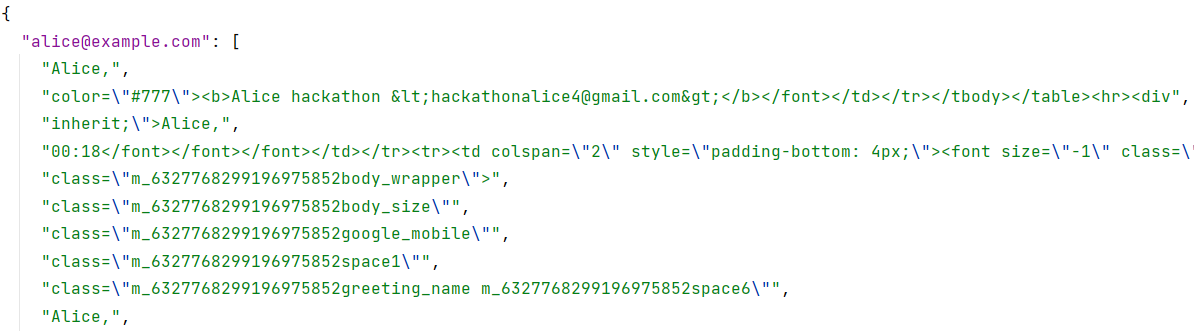 {
"alice@example.com": [
"Alice,",
"color=\"#777\"><b>Alice hackathon &lt;hackathonalice4@gmail.com&gt;</b></font></td></tr></tbody></table><hr><div",
"inherit;\">Alice,",
"00:18</font></font></font></td></tr><tr><td colspan=\"2\" style=\"padding-bottom: 4px;\"><font size=\"-1\" class=\"
"class=\"m_6327768299196975852body_wrapper\">",
"class=\"m_6327768299196975852body_size\"",
"class=\"m_6327768299196975852google_mobile\"",
"class=\"m_6327768299196975852space1\"",
"class=\"m_6327768299196975852greeting_name m_6327768299196975852space6\"",
"Alice,",